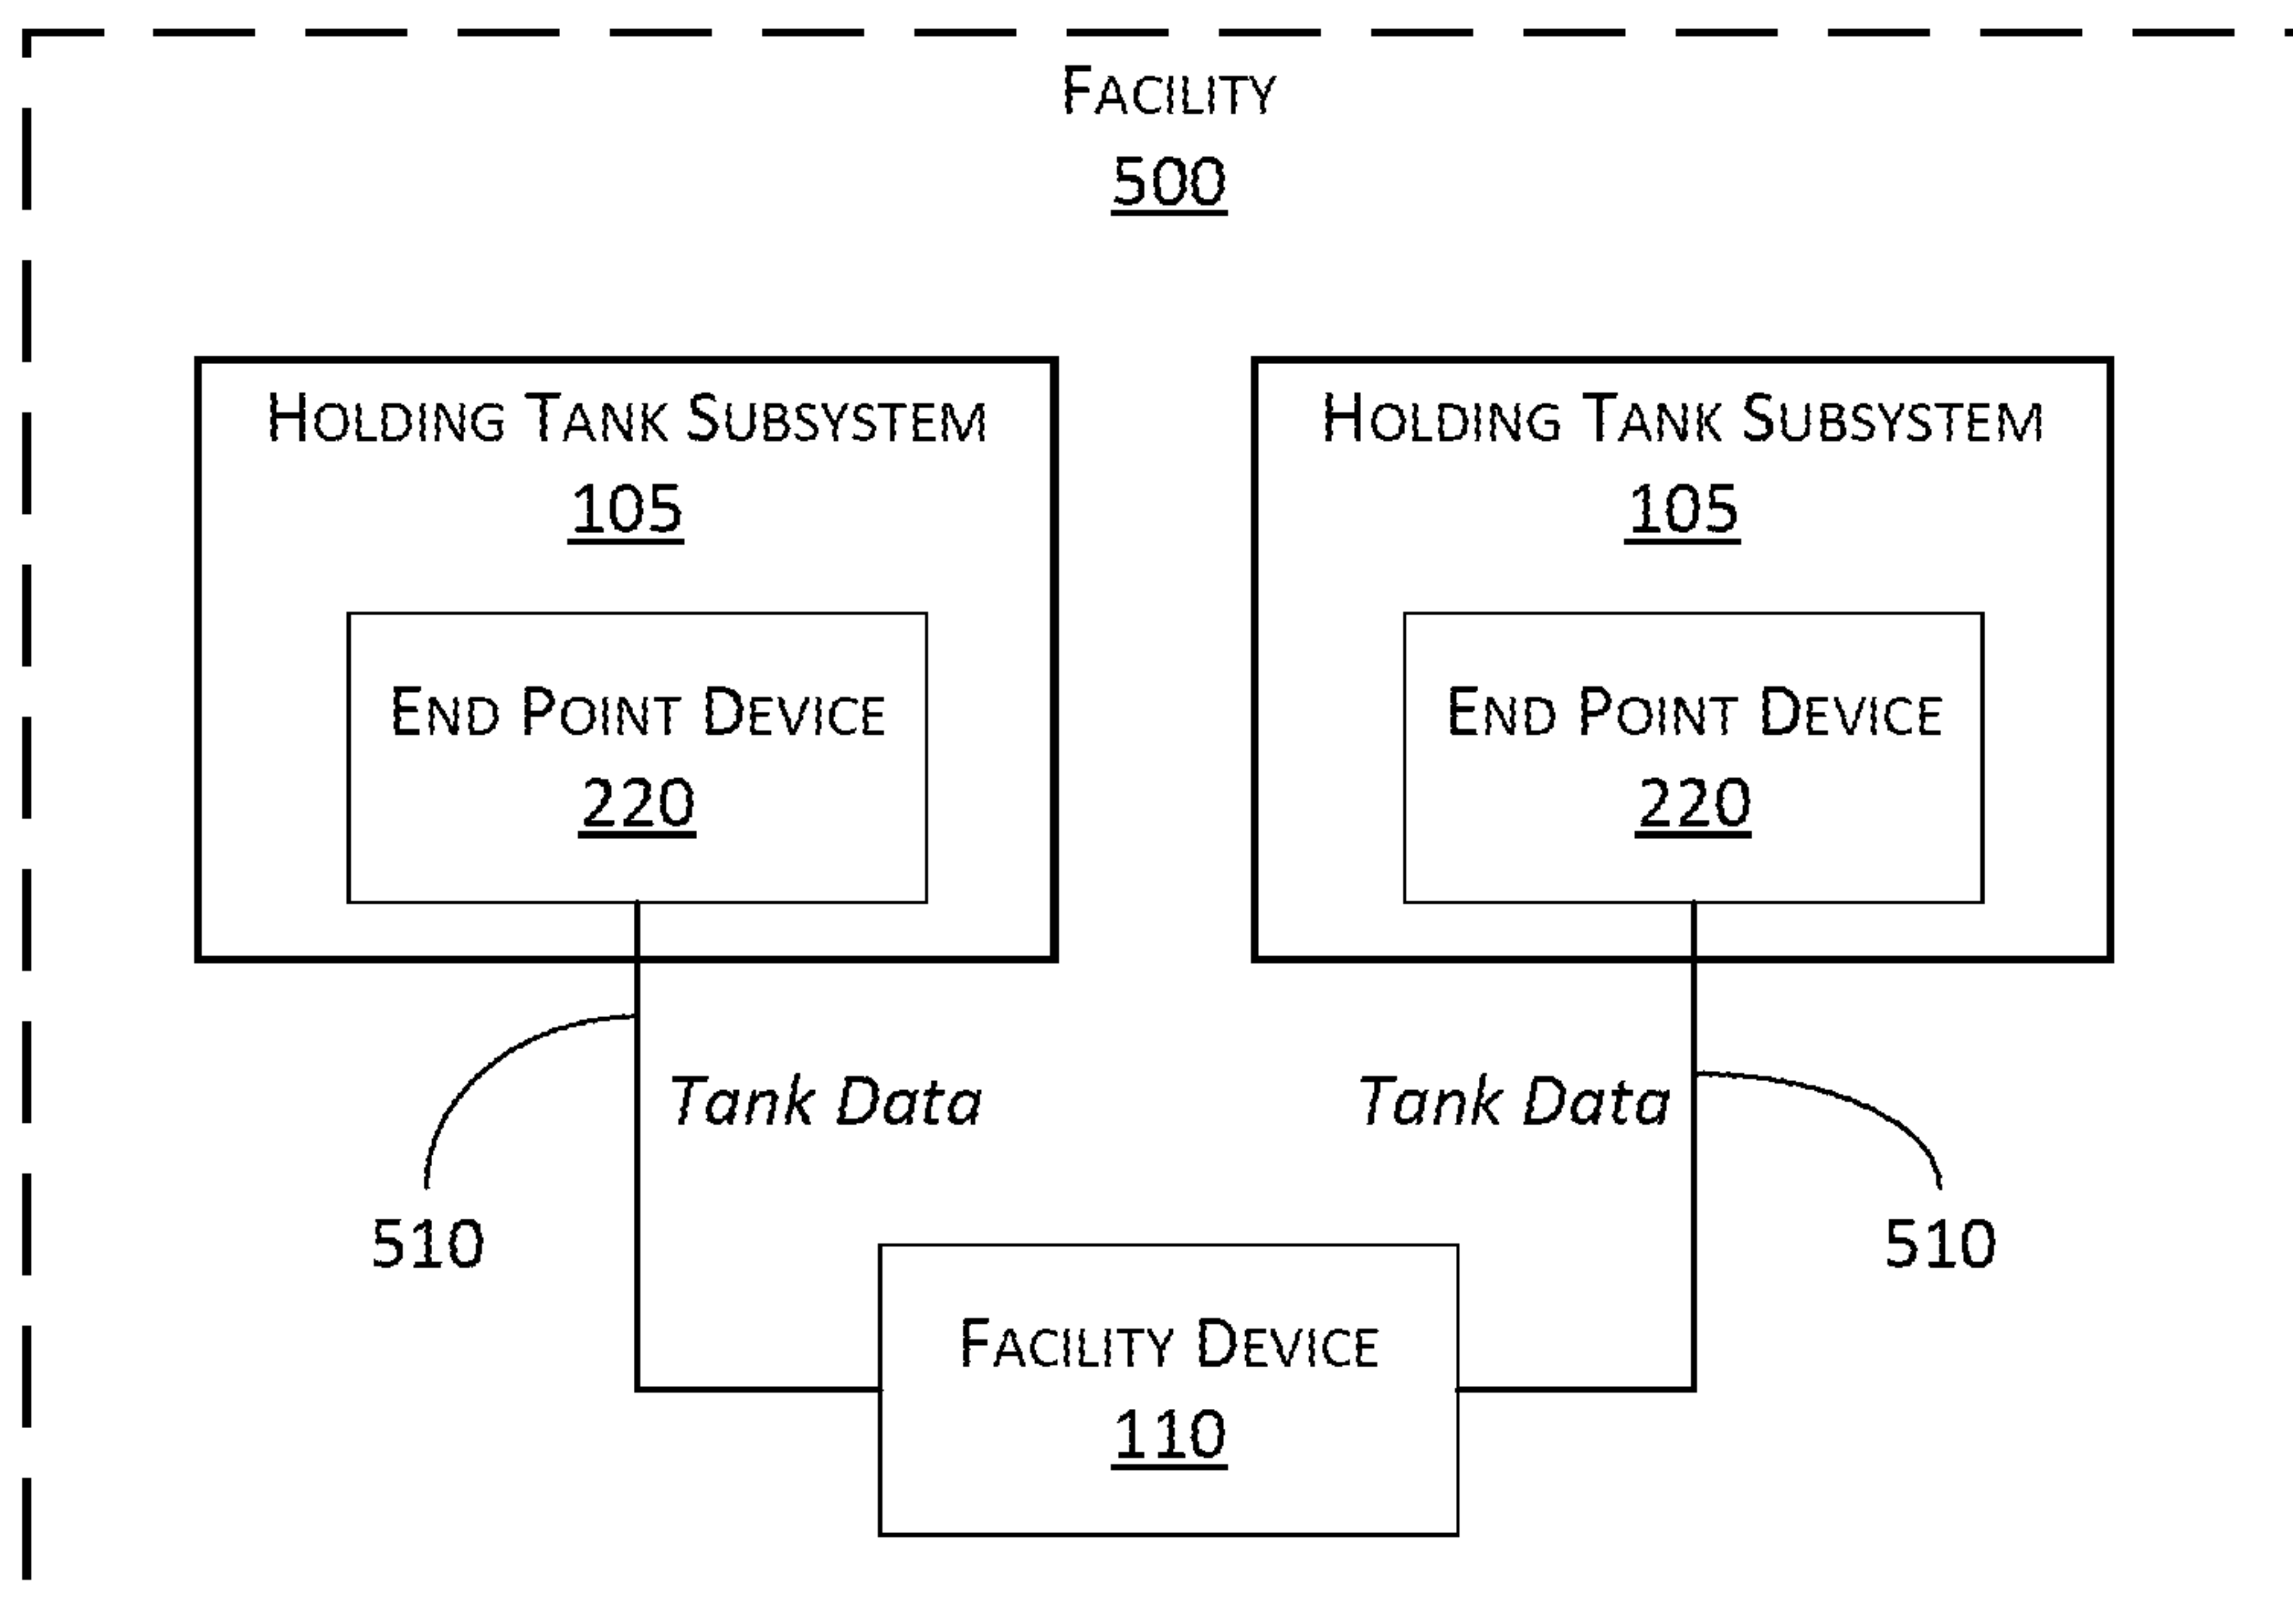 FACILITY
500
HOLDING TANK SUBSYSTEM
105
END POINT DEVICE
220
HOLDING TANK SUBSYSTEM
105
END POINT DEVICE
220
Tank Data
Tank Data
510
510
FACILITY DEVICE
110